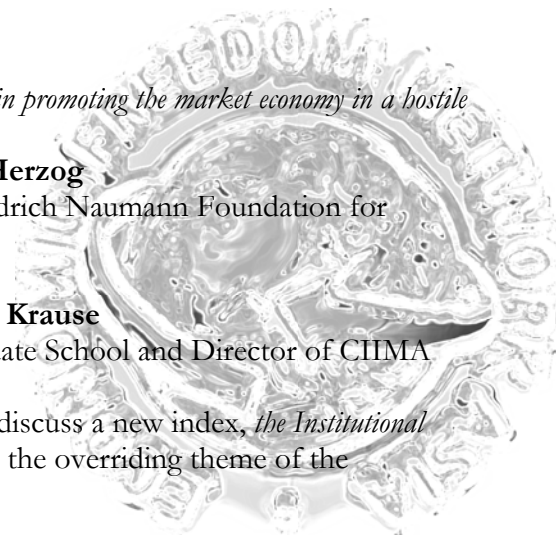 FREEDOM
in promoting the market economy in a hostile
Herzog
drich Naumann Foundation for
Krause
ate School and Director of CIIMA
discuss a new index, the Institutional
the overriding theme of the